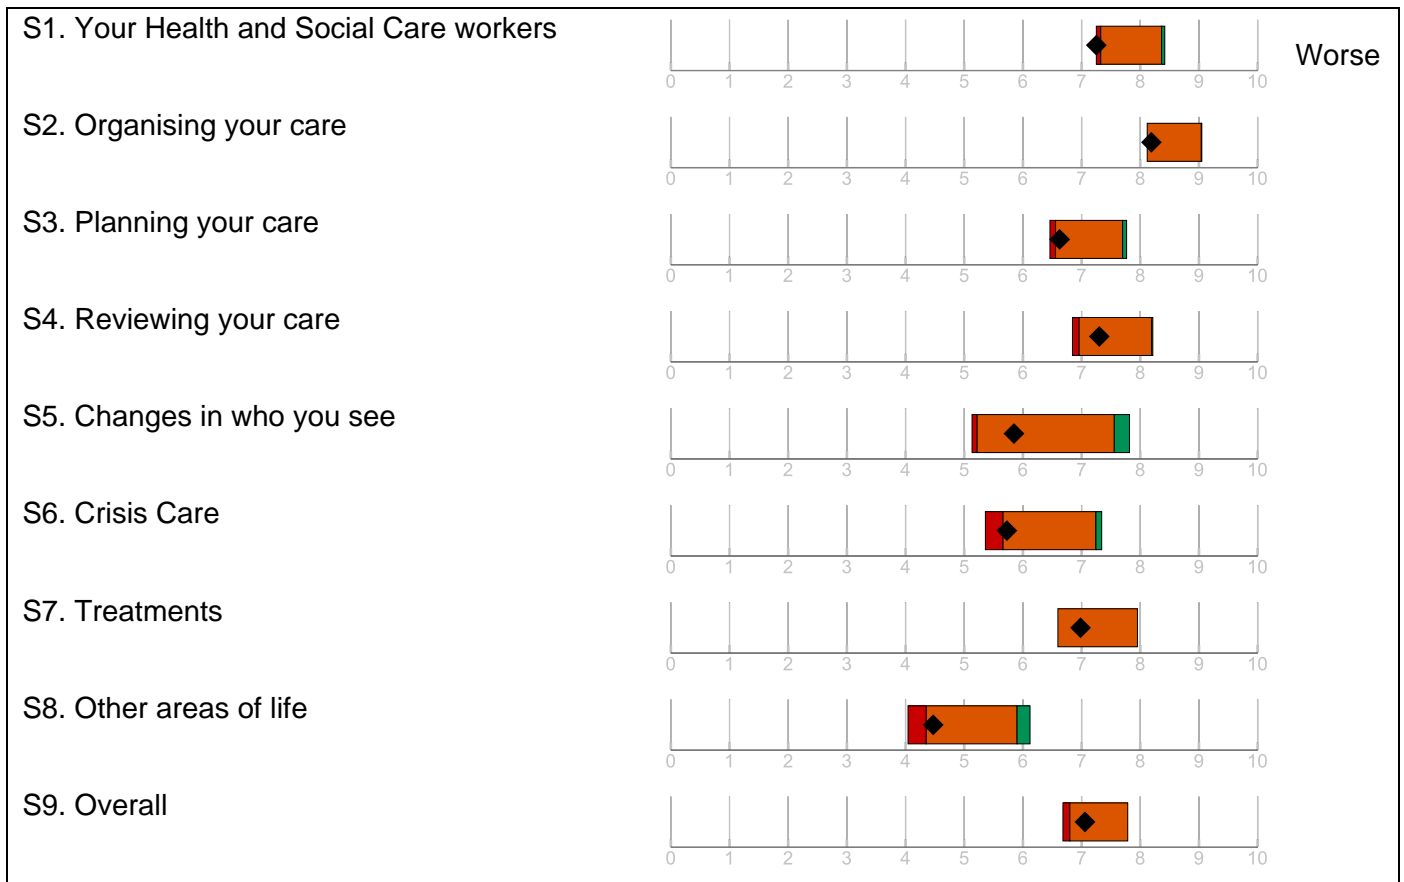 S1. Your Health and Social Care workers
Worse
0 1 2 3 4 5 6 7 8 9 10
S2. Organising your care
0 1 2 3 4 5 6 7 8 9 10
S3. Planning your care
0 1 2 3 4 5 6 7 8 9 10
S4. Reviewing your care
0 1 2 3 4 5 6 7 8 9 10
S5. Changes in who you see
0 1 2 3 4 5 6 7 8 9 10
S6. Crisis Care
0 1 2 3 4 5 6 7 8 9 10
S7. Treatments
0 1 2 3 4 5 6 7 8 9 10
S8. Other areas of life
0 1 2 3 4 5 6 7 8 9 10
S9. Overall
0 1 2 3 4 5 6 7 8 9 10